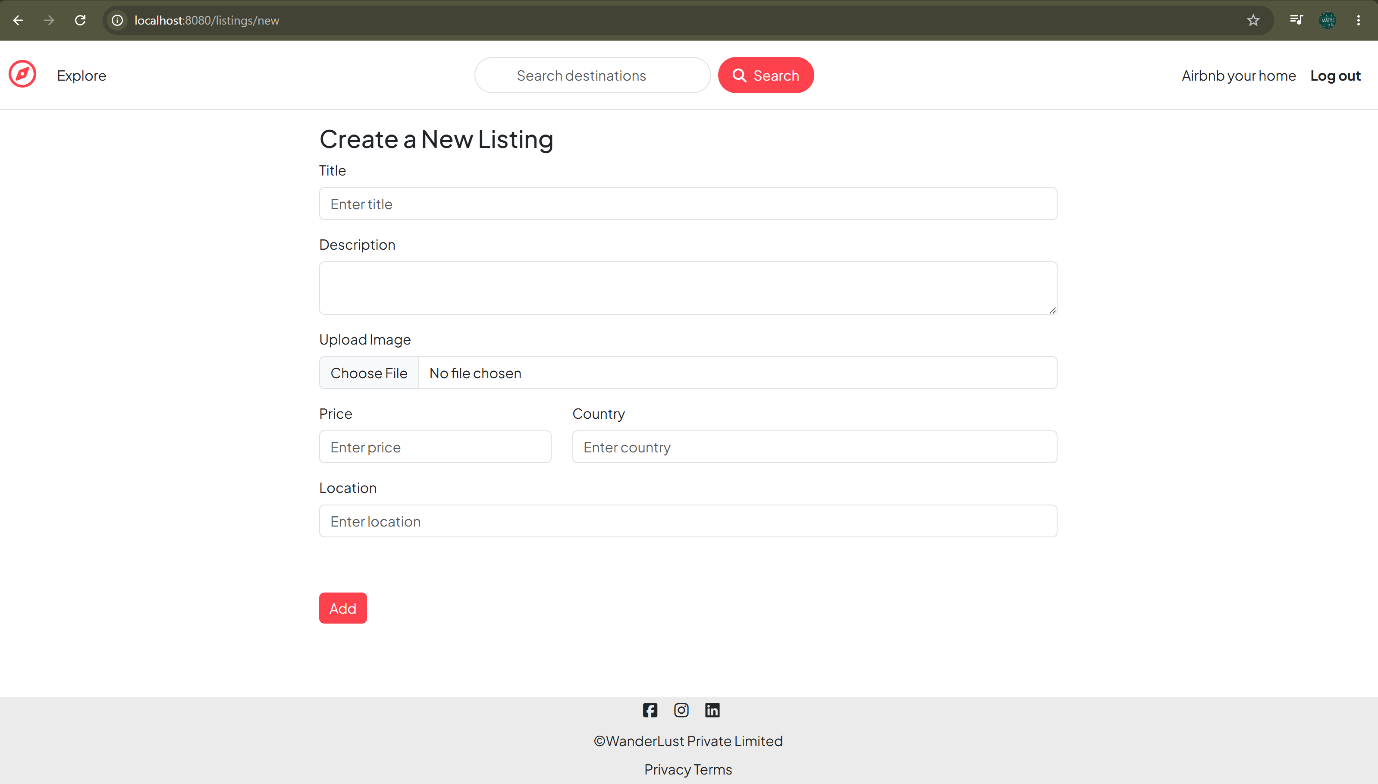 localhost:8080/listings/new
Explore
Search destinations
Search
Airbnb your home
Log out
Create a New Listing
Title
Enter title
Description
Upload Image
Choose File No file chosen
Price Country
Enter price Enter country
Location
Enter location
Add
©WanderLust Private Limited
Privacy Terms